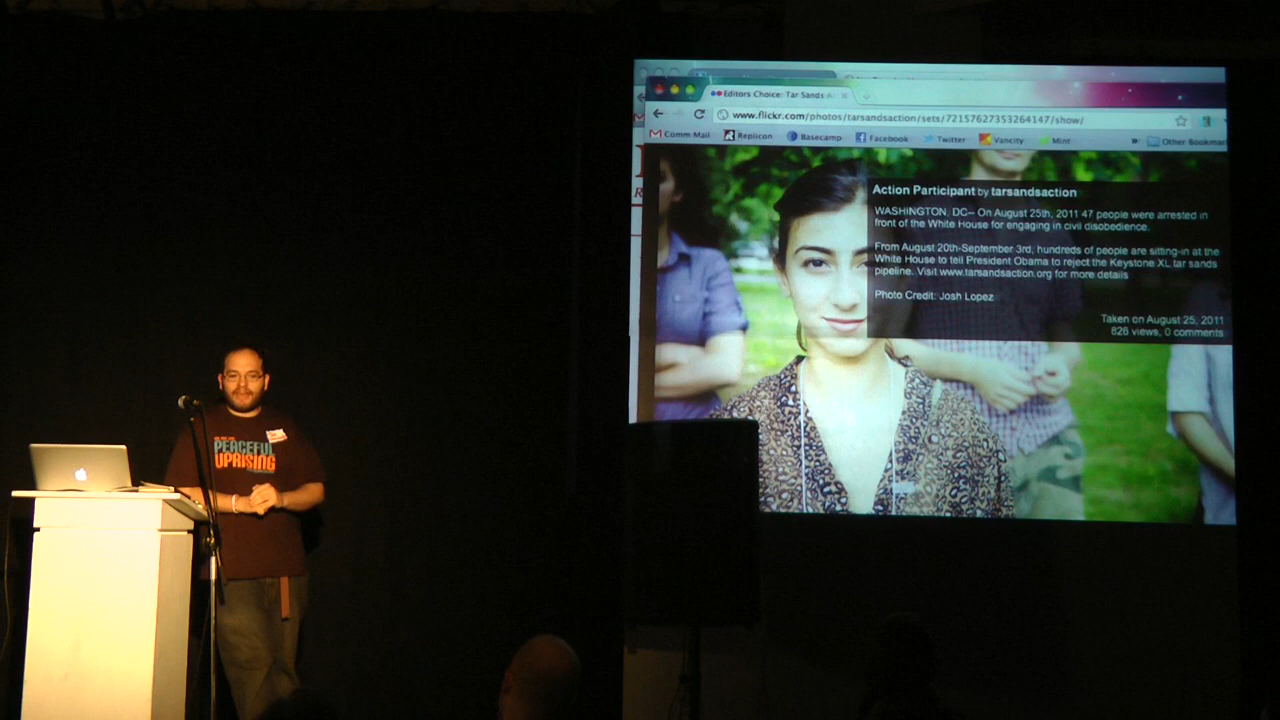 PEACEFUL
UPRISING
Editors Choice: Tar Sands A
www.flickr.com/photos/tarsandsaction/sets/72157627353264147/show/
Comm Mail Replicon Basecamp Facebook Twitter Vancity Mint Other Bookmar
Action Participant by tarsandsaction
WASHINGTON, DC-- On August 25th, 2011 47 people were arrested in
front of the White House for engaging in civil disobedience.
From August 20th-September 3rd, hundreds of people are sitting-in at the
White House to tell President Obama to reject the Keystone XL tar sands
pipeline. Visit www.tarsandsaction.org for more details
Photo Credit: Josh Lopez
Taken on August 25, 2011
826 views, 0 comments